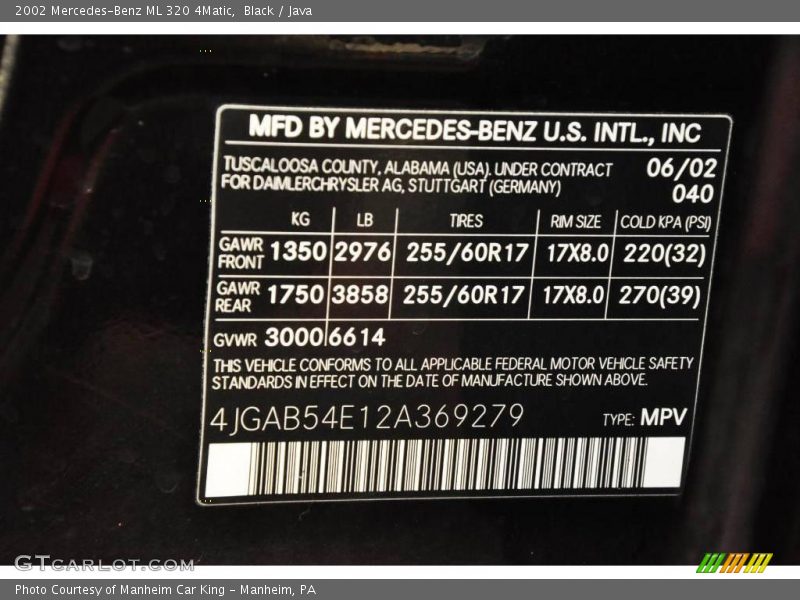 2002 Mercedes-Benz ML 320 4Matic, Black / Java
MFD BY MERCEDES-BENZ U.S. INTL., INC
TUSCALOOSA COUNTY, ALABAMA (USA). UNDER CONTRACT 06/02
FOR DAIMLERCHRYSLER AG, STUTTGART (GERMANY) 040
KG LB TIRES RIM SIZE COLD KPA (PSI)
GAWR FRONT 1350 2976 255/60R17 17X8.0 220(32)
GAWR REAR 1750 3858 255/60R17 17X8.0 270(39)
GVWR 3000 6614
THIS VEHICLE CONFORMS TO ALL APPLICABLE FEDERAL MOTOR VEHICLE SAFETY
STANDARDS IN EFFECT ON THE DATE OF MANUFACTURE SHOWN ABOVE.
4JGAB54E12A369279 TYPE: MPV
GTCARLOT.COM
Photo Courtesy of Manheim Car King - Manheim, PA